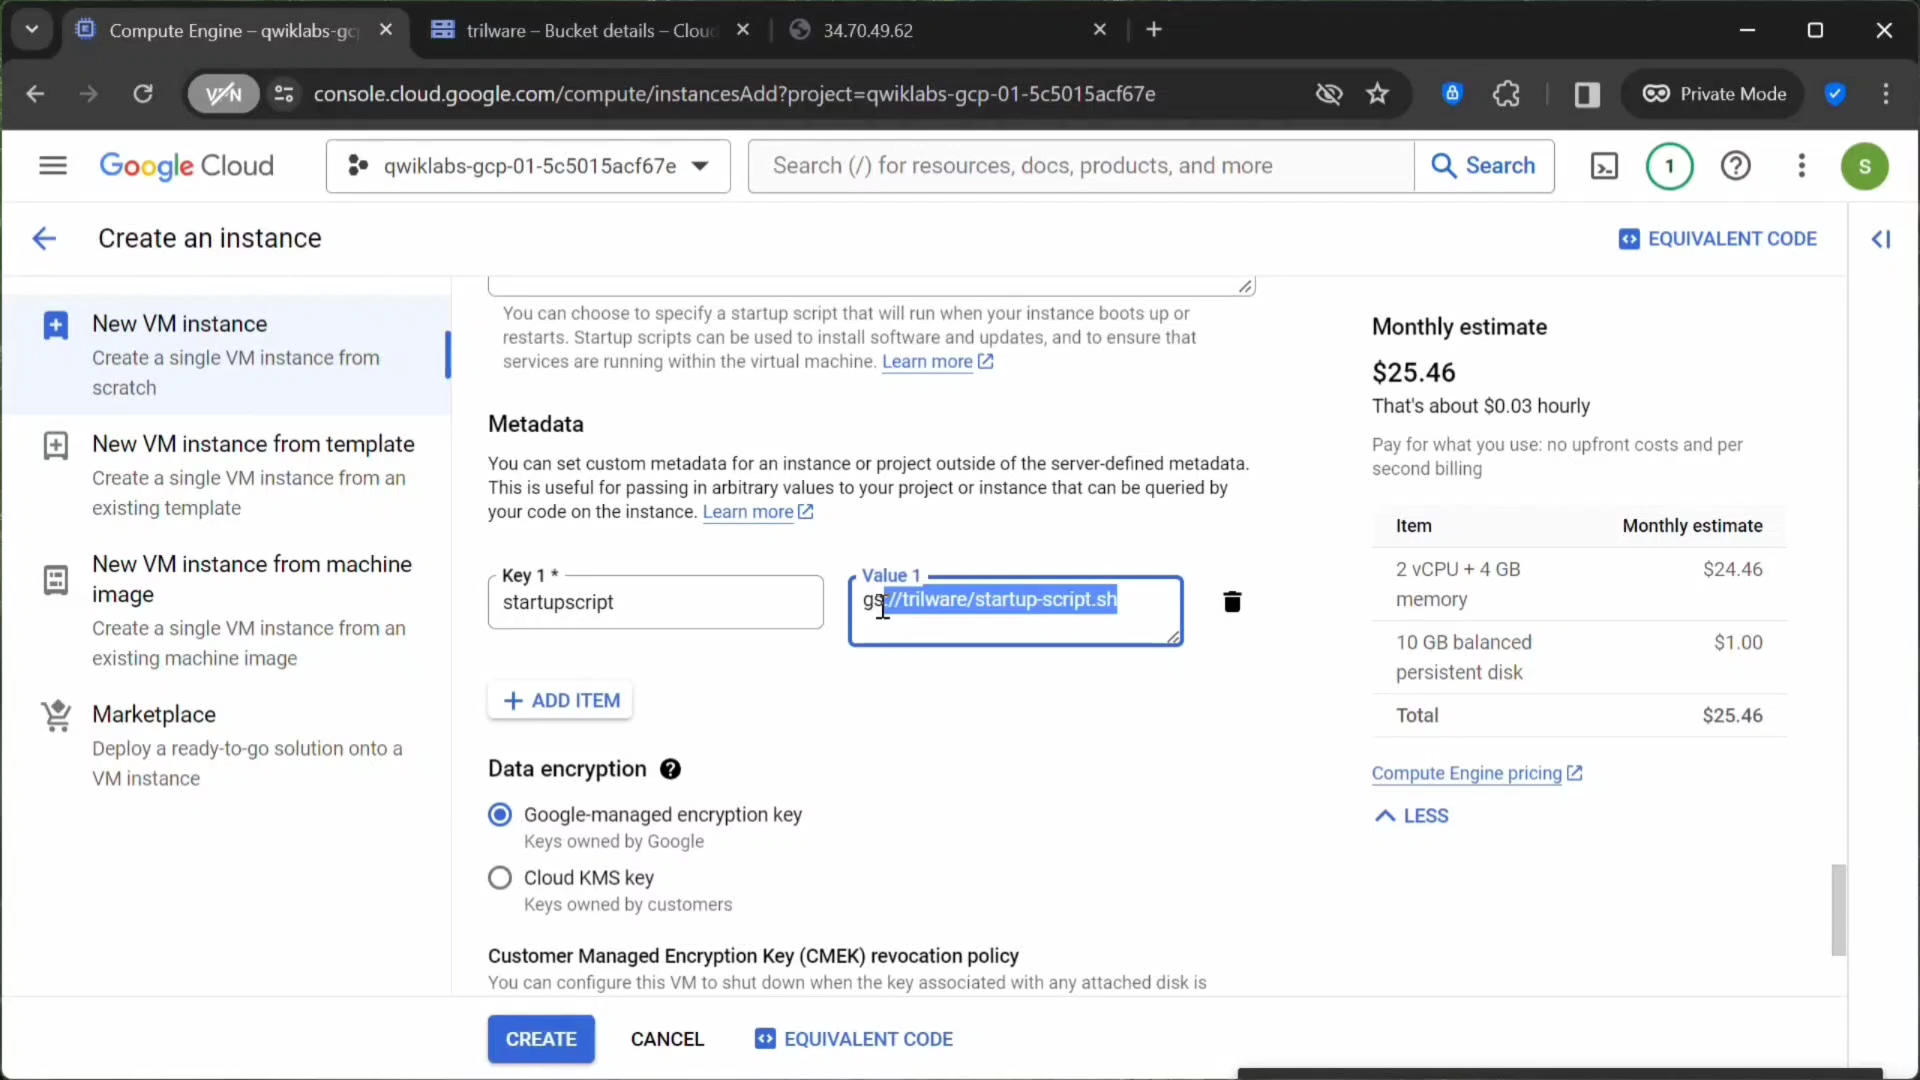 Compute Engine – qwiklabs-gc
trilware – Bucket details – Clou
34.70.49.62
VPN
console.cloud.google.com/compute/instancesAdd?project=qwiklabs-gcp-01-5c5015acf67e
Private Mode
Google Cloud
qwiklabs-gcp-01-5c5015acf67e
Search (/) for resources, docs, products, and more
Search
1
S
Create an instance
EQUIVALENT CODE
New VM instance
Create a single VM instance from
scratch
New VM instance from template
Create a single VM instance from an
existing template
New VM instance from machine
image
Create a single VM instance from an
existing machine image
Marketplace
Deploy a ready-to-go solution onto a
VM instance
You can choose to specify a startup script that will run when your instance boots up or
restarts. Startup scripts can be used to install software and updates, and to ensure that
services are running within the virtual machine. Learn more
Metadata
You can set custom metadata for an instance or project outside of the server-defined metadata.
This is useful for passing in arbitrary values to your project or instance that can be queried by
your code on the instance. Learn more
Key 1 *
startupscript
Value 1
gs://trilware/startup-script.sh
ADD ITEM
Data encryption
Google-managed encryption key
Keys owned by Google
Cloud KMS key
Keys owned by customers
Customer Managed Encryption Key (CMEK) revocation policy
You can configure this VM to shut down when the key associated with any attached disk is
CREATE
CANCEL
EQUIVALENT CODE
Monthly estimate
$25.46
That's about $0.03 hourly
Pay for what you use: no upfront costs and per
second billing
Item Monthly estimate
2 vCPU + 4 GB $24.46
memory
10 GB balanced $1.00
persistent disk
Total $25.46
Compute Engine pricing
LESS